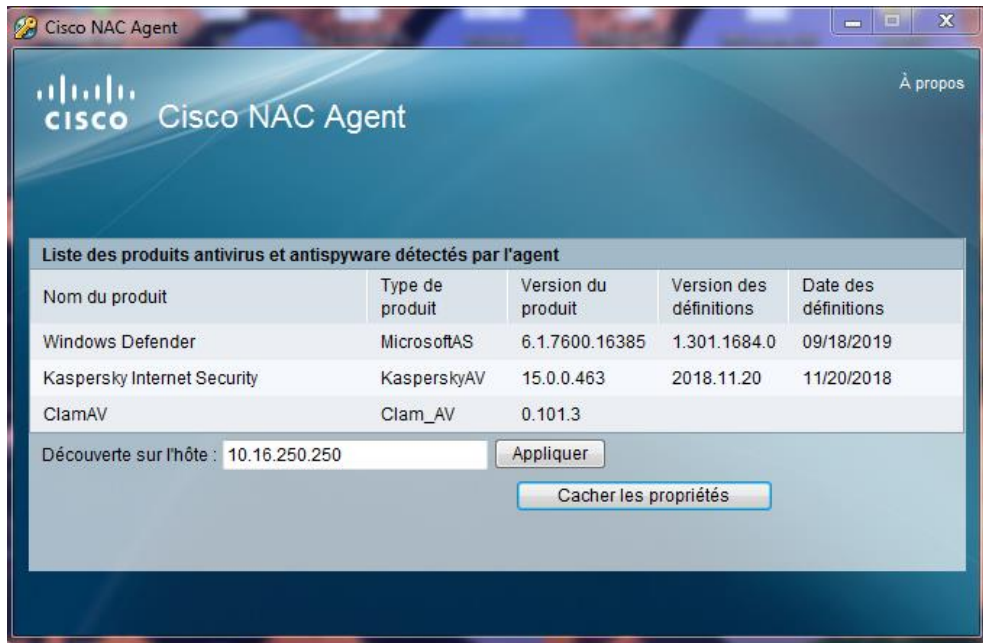 Cisco NAC Agent
À propos
CISCO Cisco NAC Agent
Liste des produits antivirus et antispyware détectés par l'agent
Nom du produit Type de produit Version du produit Version des définitions Date des définitions
Windows Defender MicrosoftAS 6.1.7600.16385 1.301.1684.0 09/18/2019
Kaspersky Internet Security KasperskyAV 15.0.0.463 2018.11.20 11/20/2018
ClamAV Clam_AV 0.101.3
Découverte sur l'hôte : 10.16.250.250 Appliquer
Cacher les propriétés